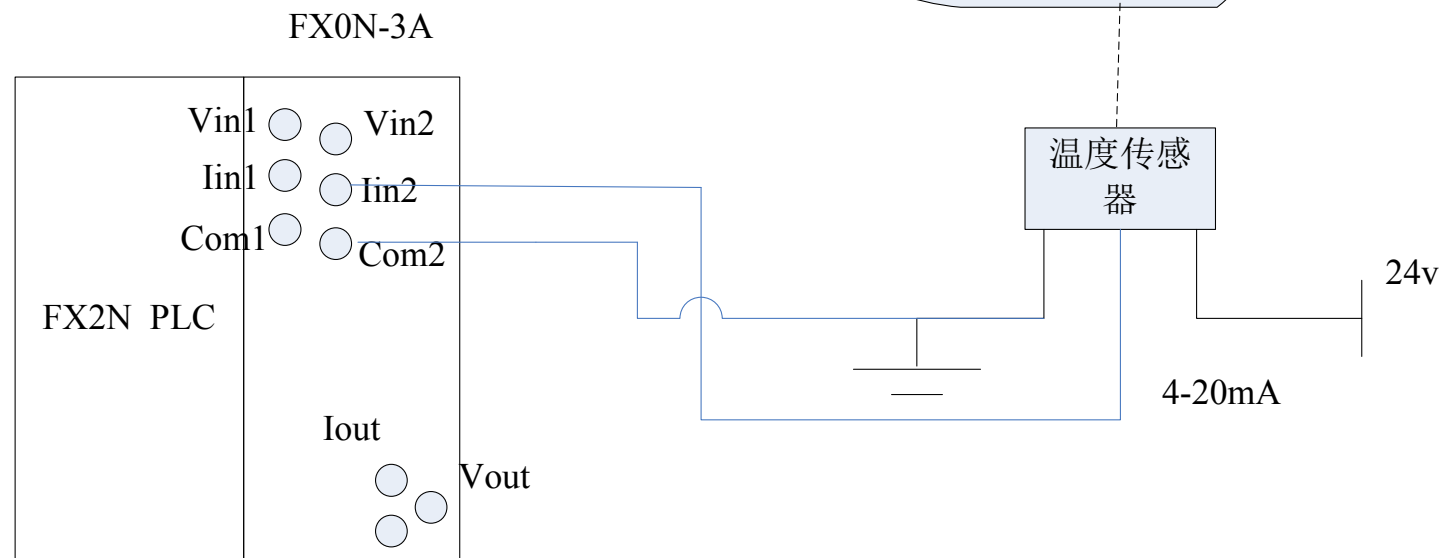 FX0N-3A
Vin1
Vin2
Iin1
Iin2
Com1
Com2
FX2N PLC
温度传感
器
24v
4-20mA
Iout
Vout